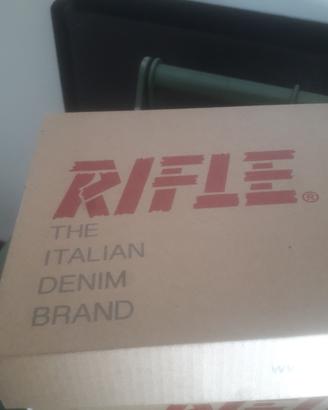 RIFLE®
THE
ITALIAN
DENIM
BRAND